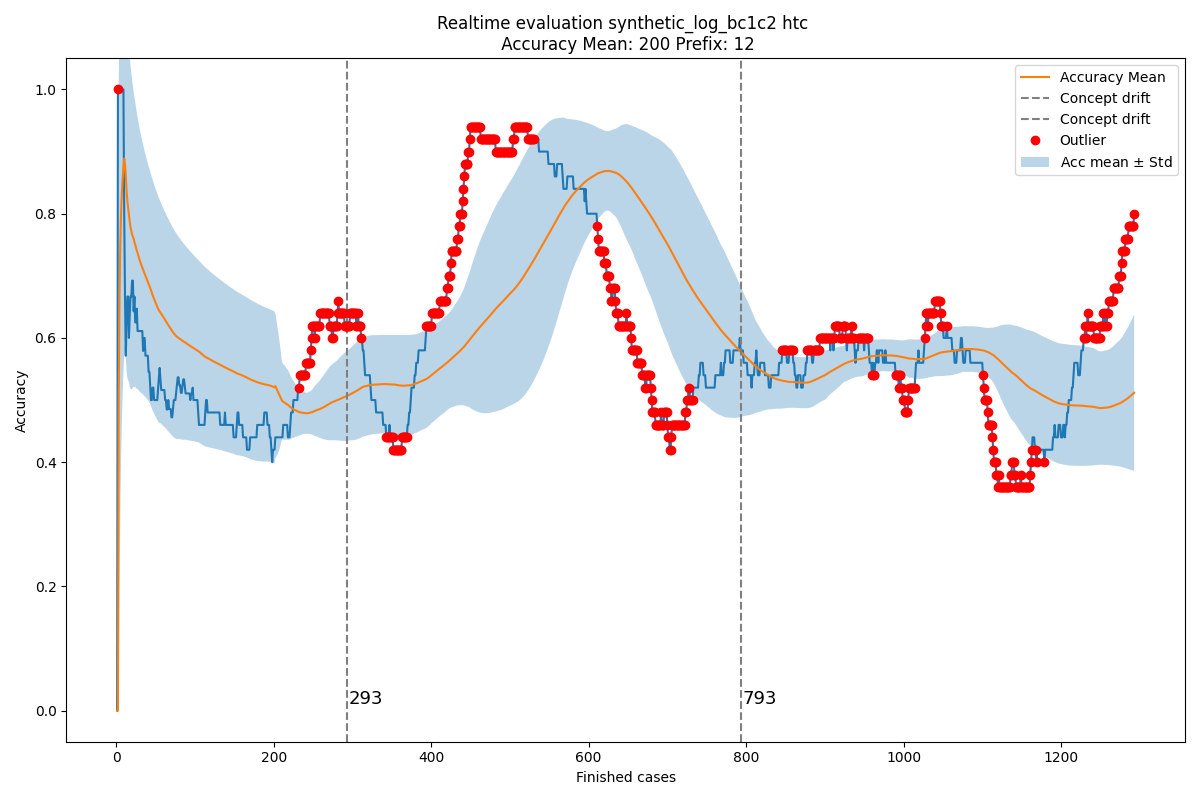 Realtime evaluation synthetic_log_bc1c2 htc
Accuracy Mean: 200 Prefix: 12
Accuracy
1.0
0.8
0.6
0.4
0.2
0.0
Accuracy Mean
Concept drift
Concept drift
Outlier
Acc mean ± Std
293
793
0
200
400
600
800
1000
1200
Finished cases